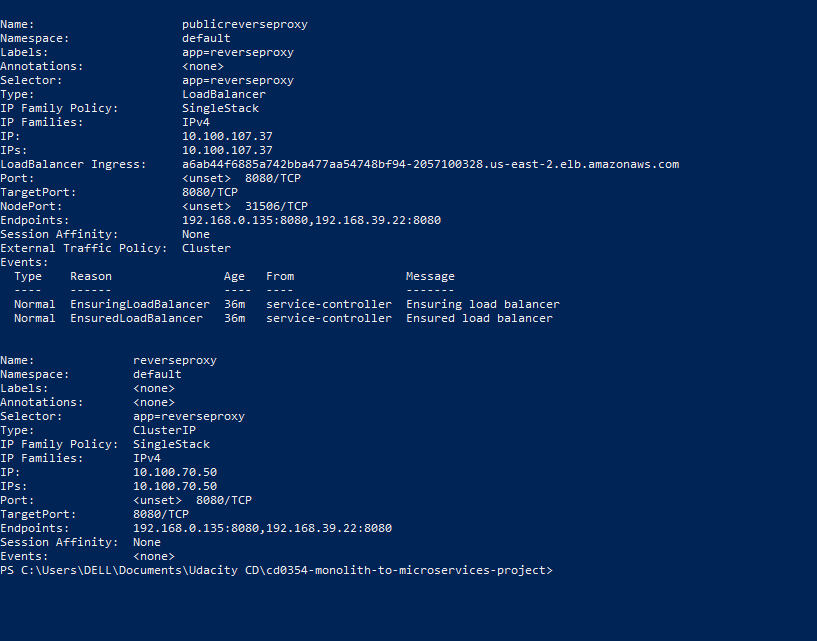 Name:                     publicreverseproxy
Namespace:                default
Labels:                   app=reverseproxy
Annotations:              <none>
Selector:                 app=reverseproxy
Type:                     LoadBalancer
IP Family Policy:         SingleStack
IP Families:              IPv4
IP:                       10.100.107.37
IPs:                      10.100.107.37
LoadBalancer Ingress:     a6ab44f6885a742bba477aa54748bf94-2057100328.us-east-2.elb.amazonaws.com
Port:                     <unset>  8080/TCP
TargetPort:               8080/TCP
NodePort:                 <unset>  31506/TCP
Endpoints:                192.168.0.135:8080,192.168.39.22:8080
Session Affinity:         None
External Traffic Policy:  Cluster
Events:
  Type    Reason                Age   From                Message
  ----    ------                ----  ----                -------
  Normal  EnsuringLoadBalancer  36m   service-controller  Ensuring load balancer
  Normal  EnsuredLoadBalancer   36m   service-controller  Ensured load balancer
Name:              reverseproxy
Namespace:         default
Labels:            <none>
Annotations:       <none>
Selector:          app=reverseproxy
Type:              ClusterIP
IP Family Policy:  SingleStack
IP Families:       IPv4
IP:                10.100.70.50
IPs:               10.100.70.50
Port:              <unset>  8080/TCP
TargetPort:        8080/TCP
Endpoints:         192.168.0.135:8080,192.168.39.22:8080
Session Affinity:  None
Events:            <none>
PS C:\Users\DELL\Documents\Udacity CD\cd0354-monolith-to-microservices-project>